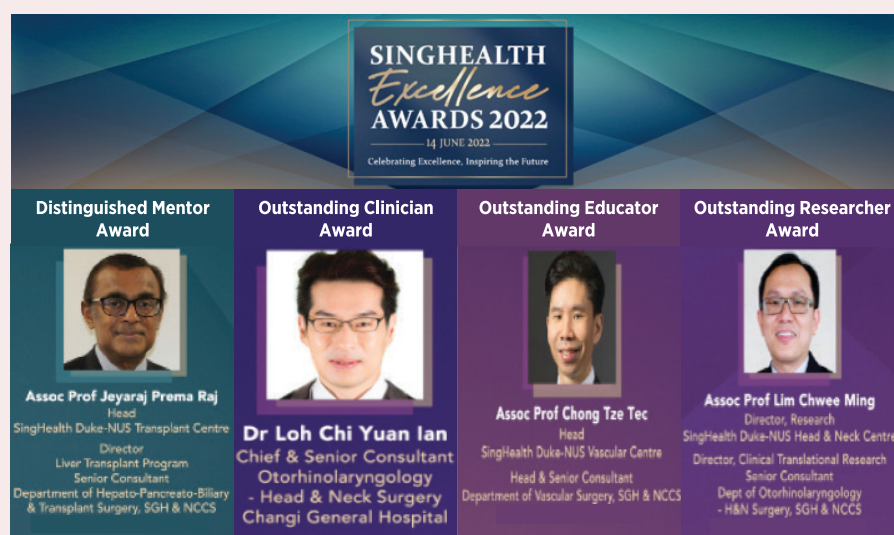 SINGHEALTH
Excellence
AWARDS 2022
14 JUNE 2022
Celebrating Excellence, Inspiring the Future
Distinguished Mentor
Award
Assoc Prof Jeyaraj Prema Raj
Head
SingHealth Duke-NUS Transplant Centre
Director
Liver Transplant Program
Senior Consultant
Department of Hepato-Pancreato-Biliary
& Transplant Surgery, SGH & NCCS
Outstanding Clinician
Award
Dr Loh Chi Yuan Ian
Chief & Senior Consultant
Otorhinolaryngology
- Head & Neck Surgery
Changi General Hospital
Outstanding Educator
Award
Assoc Prof Chong Tze Tec
Head
SingHealth Duke-NUS Vascular Centre
Head & Senior Consultant
Department of Vascular Surgery, SGH & NCCS
Outstanding Researcher
Award
Assoc Prof Lim Chwee Ming
Director, Research
SingHealth Duke-NUS Head & Neck Centre
Director, Clinical Translational Research
Senior Consultant
Dept of Otorhinolaryngology
- H&N Surgery, SGH & NCCS